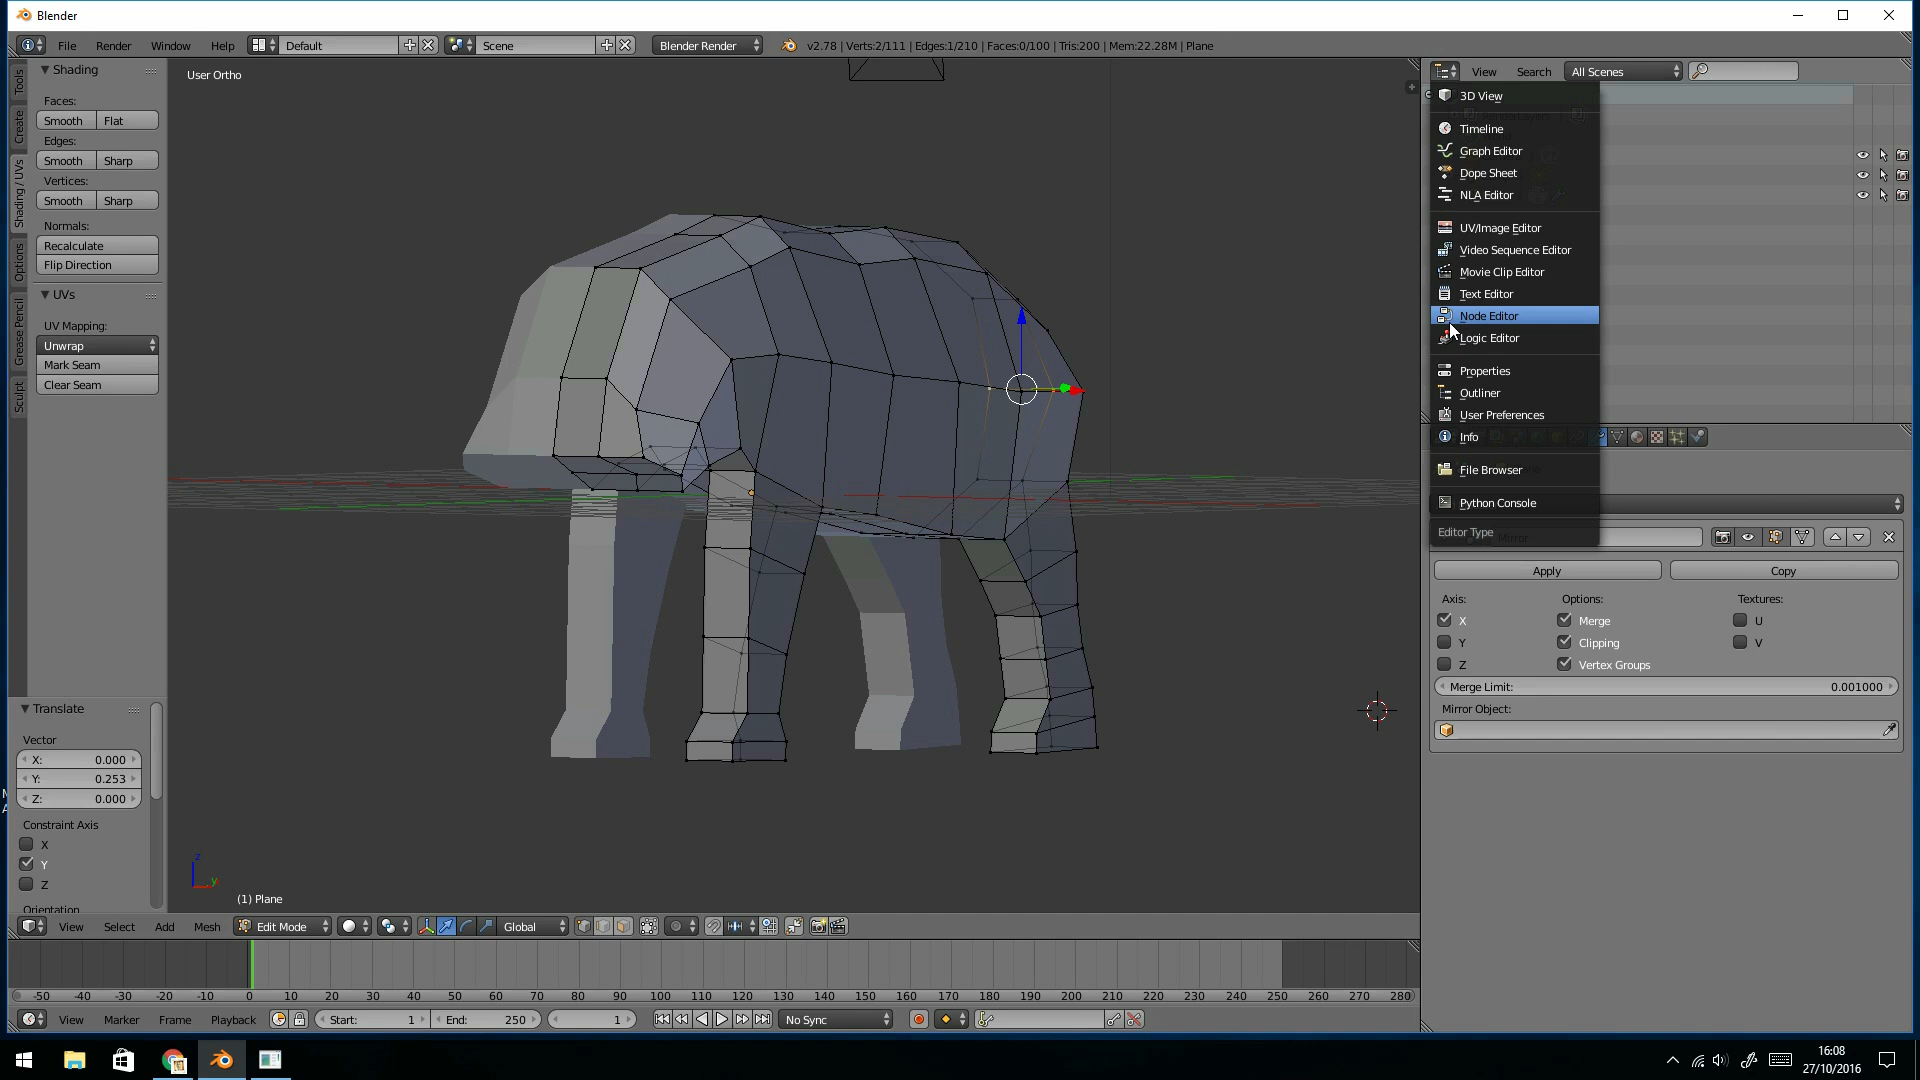 Blender
File Render Window Help Default Scene Blender Render v2.78 | Verts:2/111 | Edges:1/210 | Faces:0/100 | Tris:200 | Mem:22.28M | Plane
Tools
Create
Shading / UVs
Options
Grease Pencil
Sculpt
Shading
Faces:
Smooth Flat
Edges:
Smooth Sharp
Vertices:
Smooth Sharp
Normals:
Recalculate
Flip Direction
UVs
UV Mapping:
Unwrap
Mark Seam
Clear Seam
Translate
Vector
X: 0.000
Y: 0.253
Z: 0.000
Constraint Axis
X
Y
Z
Orientation
User Ortho
z
y
(1) Plane
View Select Add Mesh Edit Mode Global
-50 -40 -30 -20 -10 0 10 20 30 40 50 60 70 80 90 100 110 120 130 140 150 160 170 180 190 200 210 220 230 240 250 260 270 280
View Marker Frame Playback Start: 1 End: 250 1 No Sync
View Search All Scenes
3D View
Timeline
Graph Editor
Dope Sheet
NLA Editor
UV/Image Editor
Video Sequence Editor
Movie Clip Editor
Text Editor
Node Editor
Logic Editor
Properties
Outliner
User Preferences
Info
File Browser
Python Console
Editor Type
Mirror
Apply Copy
Axis: Options: Textures:
X Merge U
Y Clipping V
Z Vertex Groups
Merge Limit: 0.001000
Mirror Object:
16:08
27/10/2016